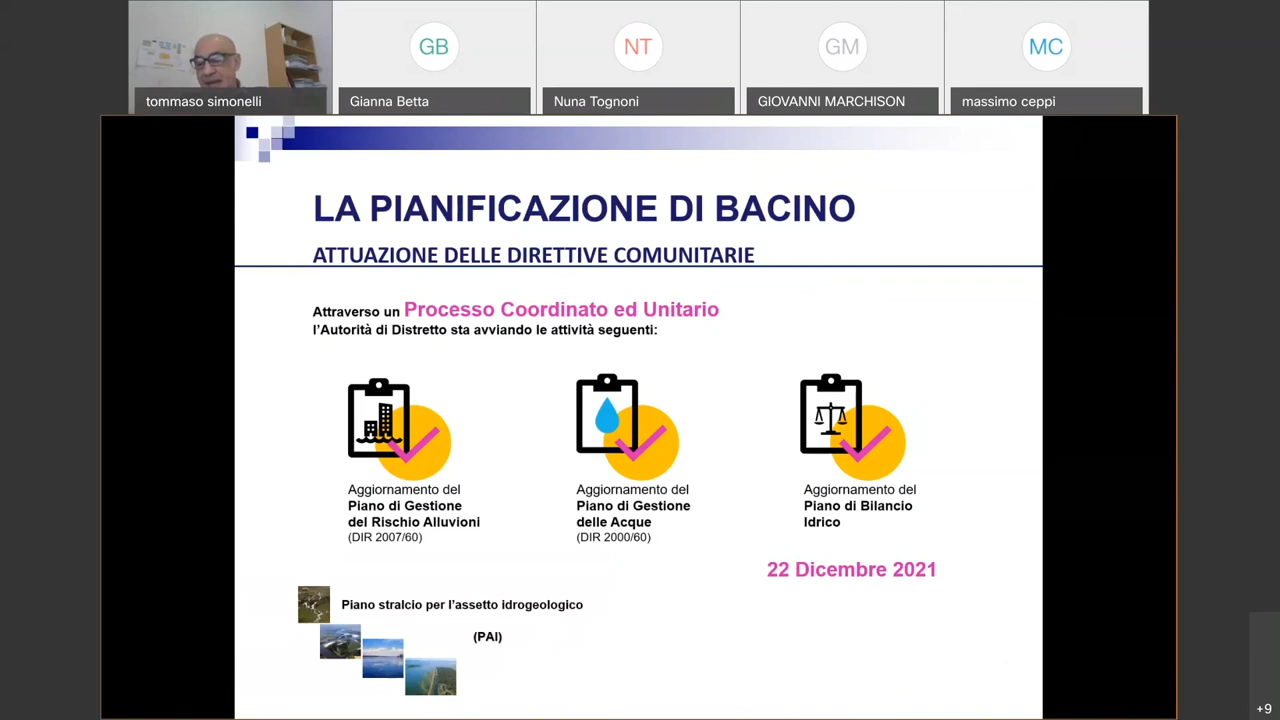 GB
NT
GM
MC
tommaso simonelli
Gianna Betta
Nuna Tognoni
GIOVANNI MARCHISON
massimo ceppi
LA PIANIFICAZIONE DI BACINO
ATTUAZIONE DELLE DIRETTIVE COMUNITARIE
Attraverso un Processo Coordinato ed Unitario
l'Autorità di Distretto sta avviando le attività seguenti:
Aggiornamento del
Piano di Gestione
del Rischio Alluvioni
(DIR 2007/60)
Aggiornamento del
Piano di Gestione
delle Acque
(DIR 2000/60)
Aggiornamento del
Piano di Bilancio
Idrico
22 Dicembre 2021
Piano stralcio per l'assetto idrogeologico
(PAI)
+9